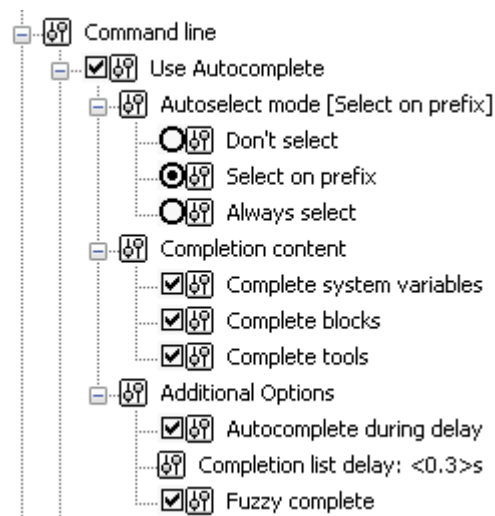 Command line
Use Autocomplete
Autoselect mode [Select on prefix]
Don't select
Select on prefix
Always select
Completion content
Complete system variables
Complete blocks
Complete tools
Additional Options
Autocomplete during delay
Completion list delay: <0.3>s
Fuzzy complete